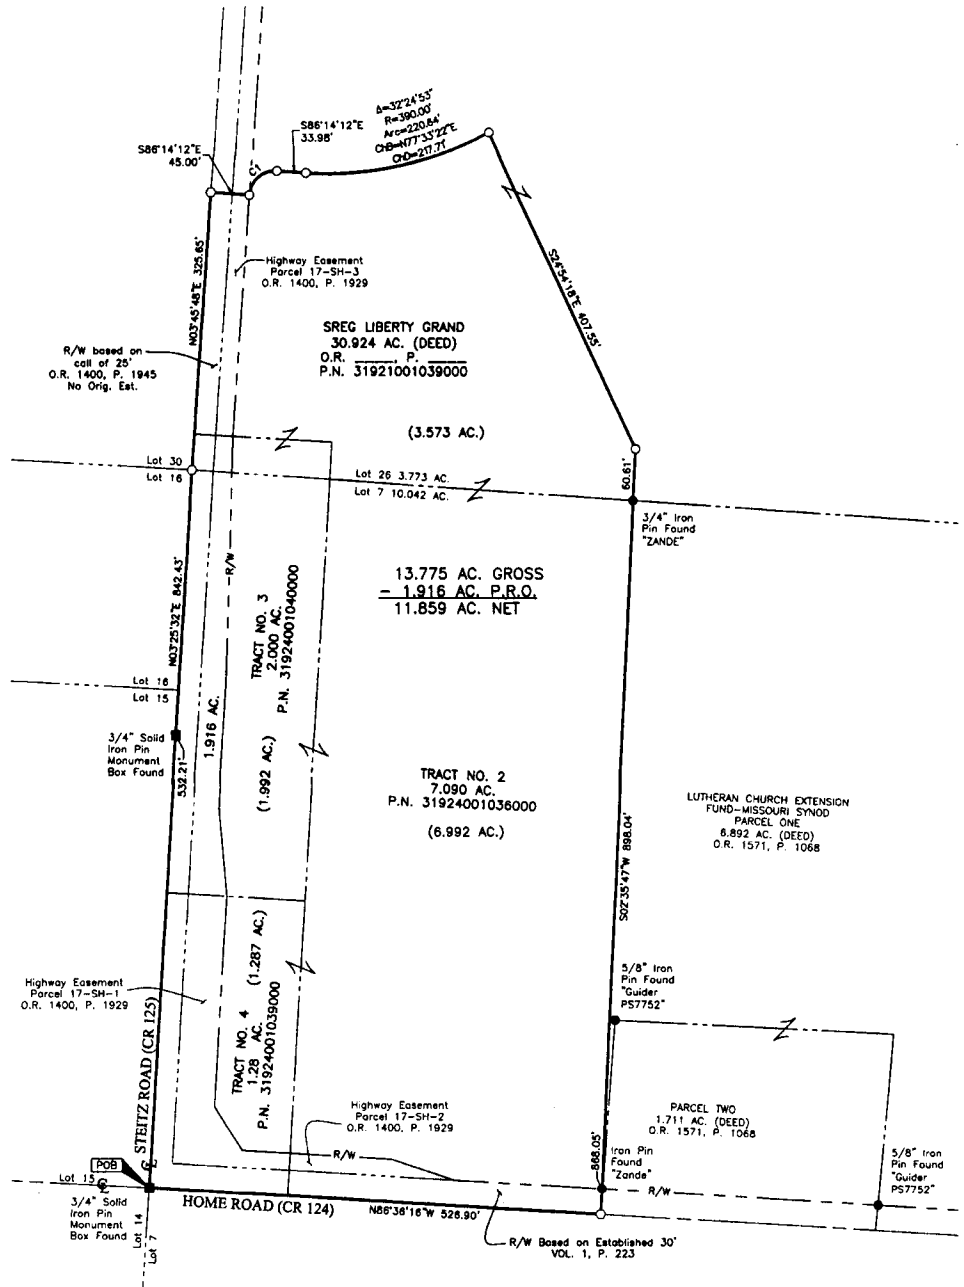 Δ=32°24'53"
R=390.00'
Arc=220.64'
ChB=N77°33'22"E
ChD=217.71'
S86°14'12"E
33.98'
S86°14'12"E
45.00'
C1
Highway Easement
Parcel 17-SH-3
O.R. 1400, P. 1929
N03°45'48"E 325.65'
S24°54'18"E 407.55'
SREG LIBERTY GRAND
30.924 AC. (DEED)
O.R. _____, P. _____
P.N. 31921001039000
R/W based on
call of 25'
O.R. 1400, P. 1945
No Orig. Est.
(3.573 AC.)
Lot 30
Lot 16
Lot 26 3.773 AC.
Lot 7 10.042 AC.
60.61'
3/4" Iron
Pin Found
"ZANDE"
R/W
13.775 AC. GROSS
- 1.916 AC. P.R.O.
11.859 AC. NET
N03°25'32"E 842.43'
TRACT NO. 3
2.000 AC.
P.N. 31924001040000
(1.992 AC.)
Lot 16
Lot 15
1.916 AC.
3/4" Solid
Iron Pin
Monument
Box Found
532.21'
TRACT NO. 2
7.090 AC.
P.N. 31924001036000
(6.992 AC.)
LUTHERAN CHURCH EXTENSION
FUND-MISSOURI SYNOD
PARCEL ONE
6.892 AC. (DEED)
O.R. 1571, P. 1068
S02°35'47"W 898.04'
Highway Easement
Parcel 17-SH-1
O.R. 1400, P. 1929
TRACT NO. 4
1.28 AC.
P.N. 31924001039000
(1.287 AC.)
5/8" Iron
Pin Found
"Guider
PS7752"
STEITZ ROAD (CR 125)
Highway Easement
Parcel 17-SH-2
O.R. 1400, P. 1929
R/W
PARCEL TWO
1.711 AC. (DEED)
O.R. 1571, P. 1068
868.05'
Iron Pin
Found
"Zande"
R/W
5/8" Iron
Pin Found
"Guider
PS7752"
POB
Lot 15
3/4" Solid
Iron Pin
Monument
Box Found
Lot 14
Lot 7
HOME ROAD (CR 124)
N86°36'16"W 526.90'
R/W Based on Established 30'
VOL. 1, P. 223